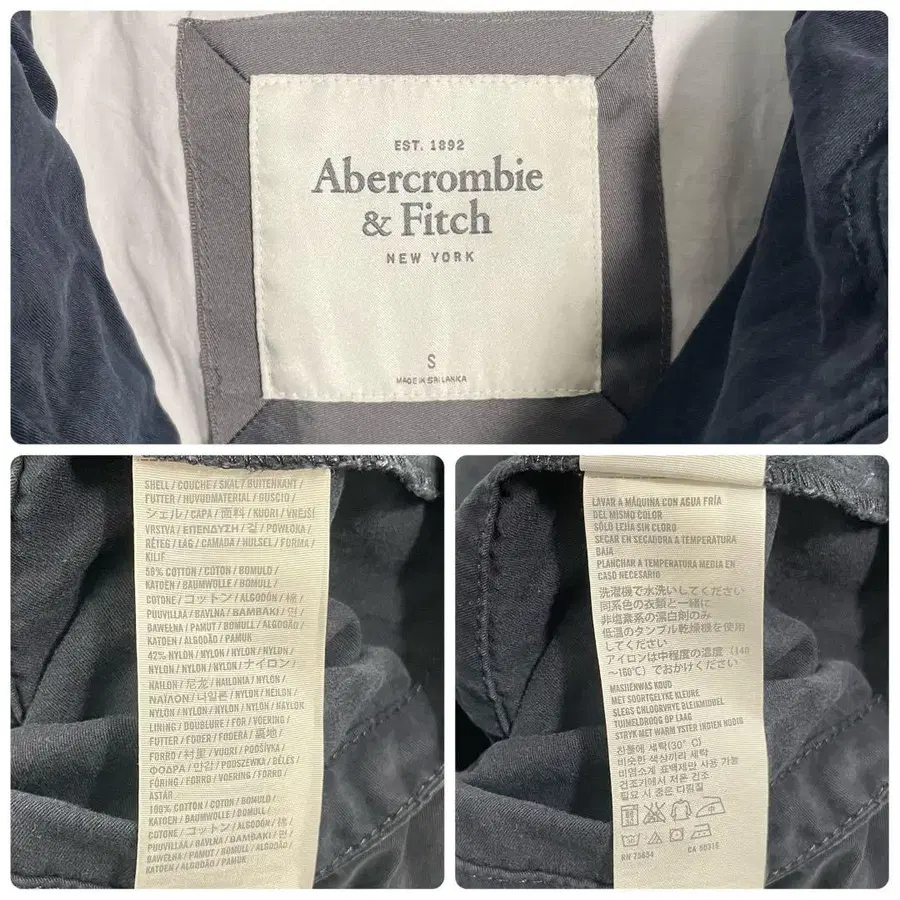 EST. 1892
Abercrombie
& Fitch
NEW YORK
S
MADE IN SRI LANKA
SHELL / COUCHE / SKAL / BUITENKANT /
FUTTER / HUVUDMATERIAL / GUSCIO /
シェル / CAPA / 面料 / KUORI / VNEJŠÍ
VRSTVA / ΕΠΕΝΔΥΣΗ / 겉 / POWŁOKA /
RÉTEG / LAG / CAMADA / HÜLSEL / FORMA /
KILIF
58% COTTON / COTON / BOMULD /
KATOEN / BAUMWOLLE / BOMULL /
COTONE / コットン / ALGODÓN / 棉 /
PUUVILLAA / BAVLNA / ΒΑΜΒΑΚΙ / 면 /
BAWEŁNA / PAMUT / BOMULL / ALGODÃO /
KATOEN / ALGODÃO / PAMUK
42% NYLON / NYLON / NYLON / NYLON /
NYLON / NYLON / NYLON / ナイロン /
NAILON / 尼龙 / NAILONIA / NYLON /
ΝΑΪΛΟΝ / 나일론 / NYLON / NEJLON /
NYLON / NYLON / NYLON / NYLON / NAYLON
LINING / DOUBLURE / FOR / VOERING /
FUTTER / FODER / FODERA / 裏地 /
FORRO / 衬里 / VUORI / PODŠÍVKA /
ΦΟΔΡΑ / 안감 / PODSZEWKA / BÉLÉS /
FÔRING / FORRO / VOERING / FORRO /
ASTAR
100% COTTON / COTON / BOMULD /
KATOEN / BAUMWOLLE / BOMULL /
COTONE / コットン / ALGODÓN / 棉 /
PUUVILLAA / BAVLNA / ΒΑΜΒΑΚΙ / 면 /
BAWEŁNA / PAMUT / BOMULL / ALGODÃO /
KATOEN / ALGODÃO / PAMUK
LAVAR A MÁQUINA CON AGUA FRÍA
DEL MISMO COLOR
SÓLO LEJÍA SIN CLORO
SECAR EN SECADORA A TEMPERATURA
BAJA
PLANCHAR A TEMPERATURA MEDIA EN
CASO NECESARIO
洗濯機で水洗いしてください
同系色の衣類と一緒に
非塩素系の漂白剤のみ
低温のタンブル乾燥機を使用
してください
アイロンは中程度の温度 (140
～160℃) でおかけください
MASJIENWAS KOUD
MET SOORTGELYKE KLEURE
SLEGS CHLOORVRYE BLEIKMIDDEL
TUIMELDROOG OP LAAG
STRYK MET WARM YSTER INDIEN NODIG
찬물에 세탁(30° C)
비슷한 색상끼리 세탁
비염소계 표백제만 사용 가능
건조기에서 저온 건조
필요 시 중온 다림질
RN 75654 CA 50315